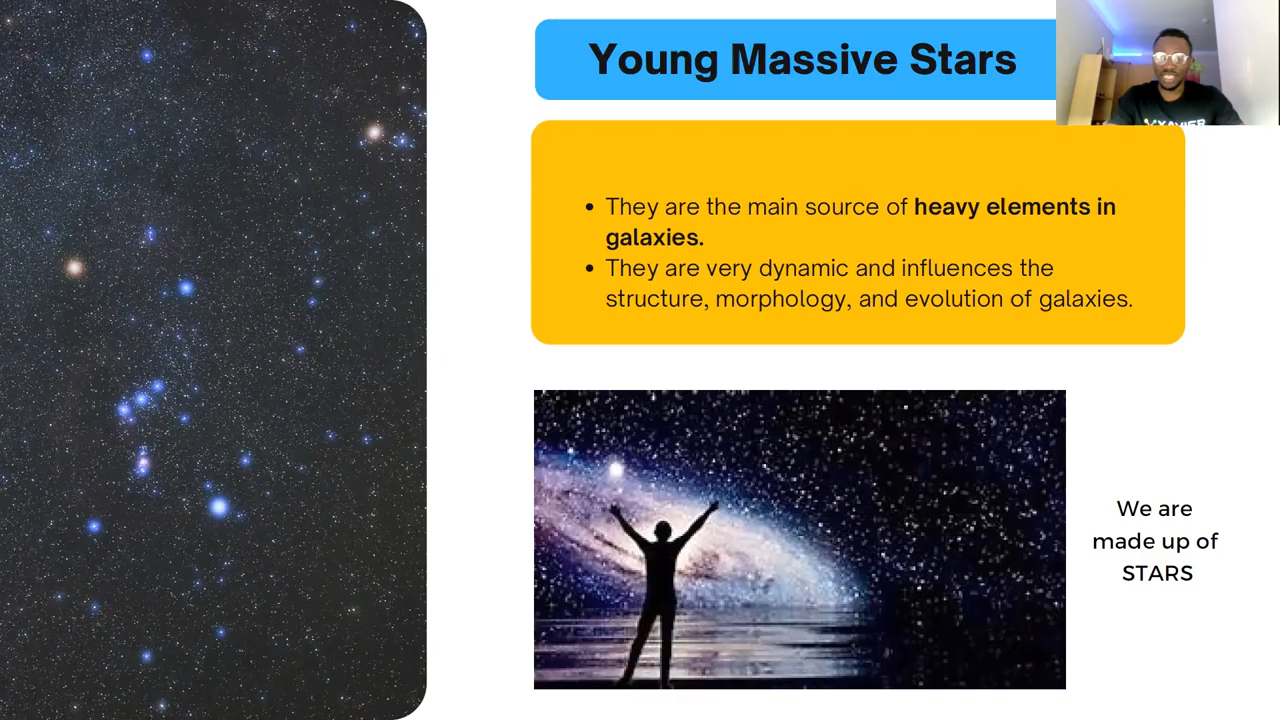 Young Massive Stars
XAVIER
• They are the main source of heavy elements in
galaxies.
• They are very dynamic and influences the
structure, morphology, and evolution of galaxies.
We are
made up of
STARS